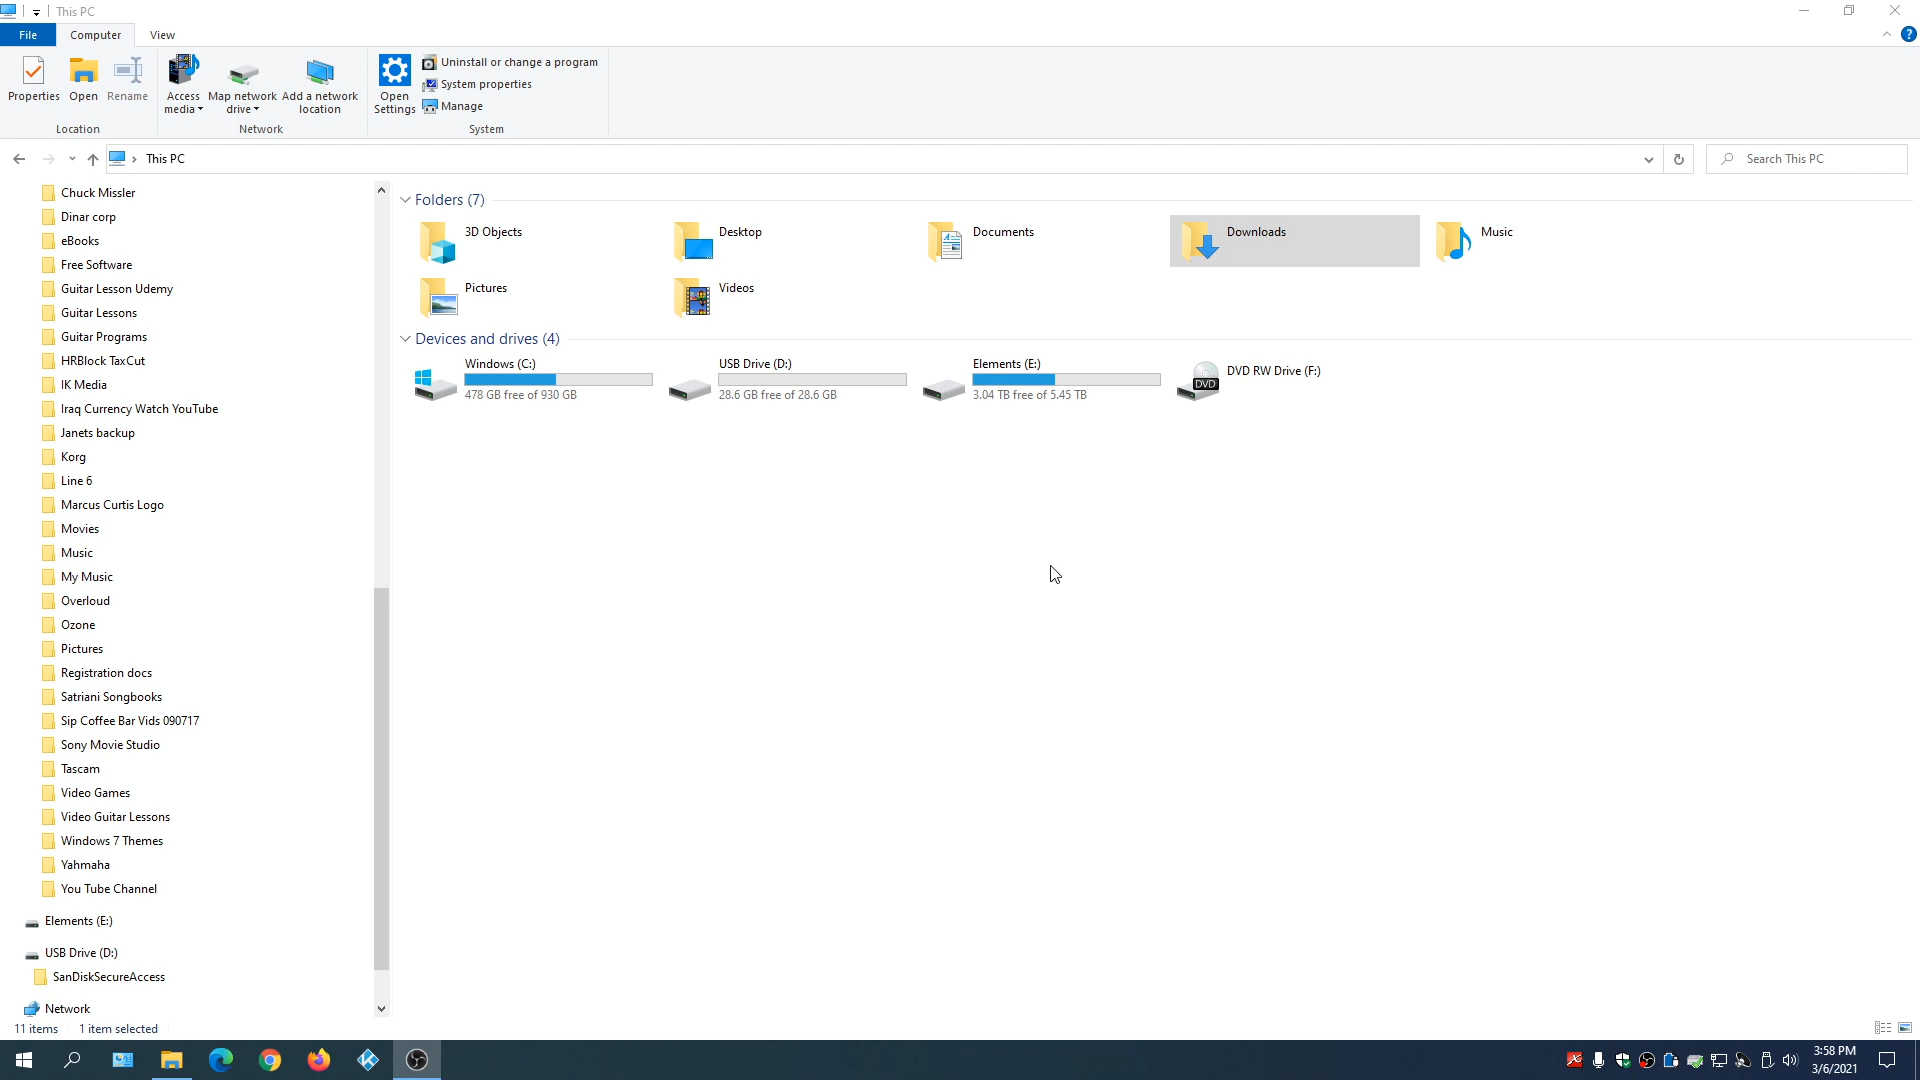 This PC
File
Computer
View
Properties
Open
Rename
Access media
Map network drive
Add a network location
Open Settings
Uninstall or change a program
System properties
Manage
Location
Network
System
This PC
Search This PC
Chuck Missler
Dinar corp
eBooks
Free Software
Guitar Lesson Udemy
Guitar Lessons
Guitar Programs
HRBlock TaxCut
IK Media
Iraq Currency Watch YouTube
Janets backup
Korg
Line 6
Marcus Curtis Logo
Movies
Music
My Music
Overloud
Ozone
Pictures
Registration docs
Satriani Songbooks
Sip Coffee Bar Vids 090717
Sony Movie Studio
Tascam
Video Games
Video Guitar Lessons
Windows 7 Themes
Yahmaha
You Tube Channel
Elements (E:)
USB Drive (D:)
SanDiskSecureAccess
Network
Folders (7)
3D Objects
Desktop
Documents
Downloads
Music
Pictures
Videos
Devices and drives (4)
Windows (C:)
478 GB free of 930 GB
USB Drive (D:)
28.6 GB free of 28.6 GB
Elements (E:)
3.04 TB free of 5.45 TB
DVD RW Drive (F:)
DVD
11 items
1 item selected
3:58 PM
3/6/2021